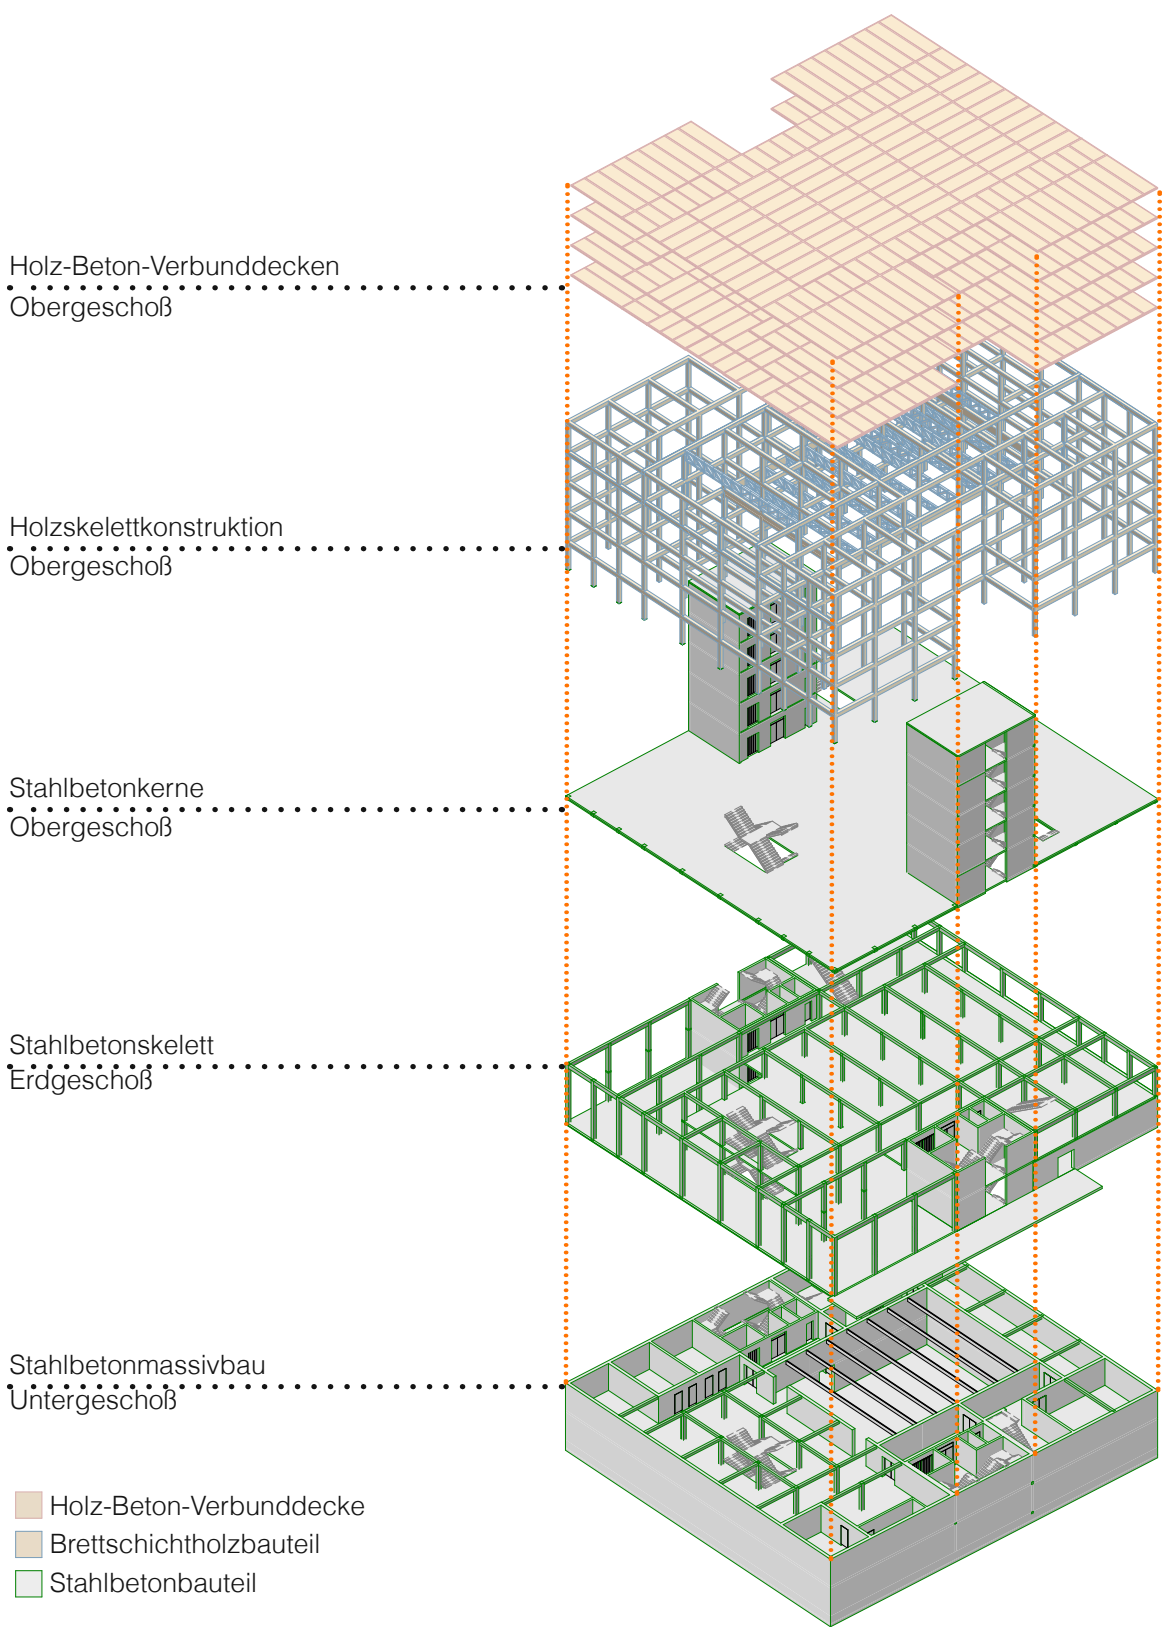 Holz-Beton-Verbunddecken
Obergeschoß
Holzskelettkonstruktion
Obergeschoß
Stahlbetonkerne
Obergeschoß
Stahlbetonskelett
Erdgeschoß
Stahlbetonmassivbau
Untergeschoß
Holz-Beton-Verbunddecke
Brettschichtholzbauteil
Stahlbetonbauteil